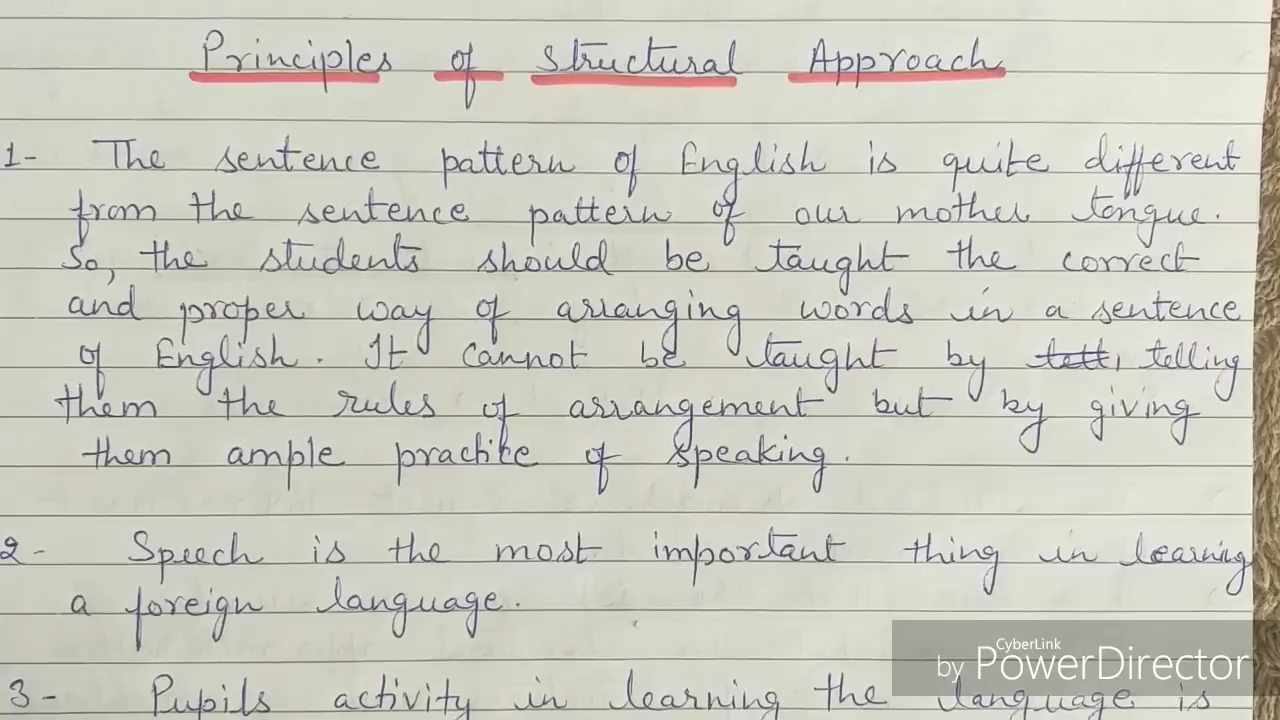 Principles of Structural Approach
1- The sentence pattern of English is quite different
from the sentence pattern of our mother tongue.
So, the students should be taught the correct
and proper way of arranging words in a sentence
of English. It cannot be taught by telling
them the rules of arrangement but by giving
them ample practice of speaking.
2- Speech is the most important thing in learning
a foreign language.
CyberLink
by PowerDirector
3- Pupils activity in learning the language is